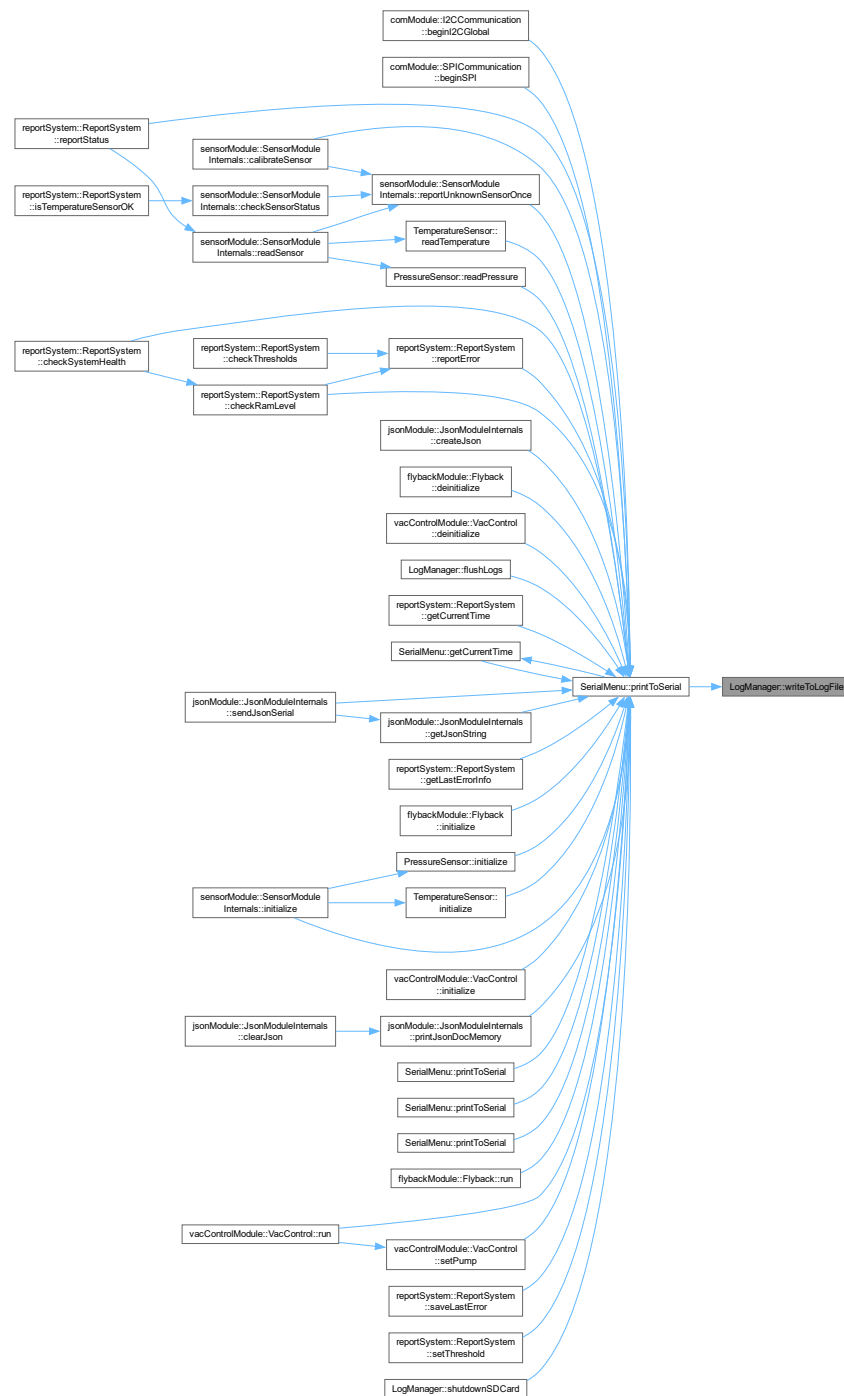 comModule::I2CCommunication
::beginI2CGlobal
comModule::SPICommunication
::beginSPI
reportSystem::ReportSystem
::reportStatus
sensorModule::SensorModule
Internals::calibrateSensor
sensorModule::SensorModule
Internals::reportUnknownSensorOnce
reportSystem::ReportSystem
::isTemperatureSensorOK
sensorModule::SensorModule
Internals::checkSensorStatus
TemperatureSensor::
readTemperature
sensorModule::SensorModule
Internals::readSensor
PressureSensor::readPressure
reportSystem::ReportSystem
::checkSystemHealth
reportSystem::ReportSystem
::checkThresholds
reportSystem::ReportSystem
::reportError
reportSystem::ReportSystem
::checkRamLevel
jsonModule::JsonModuleInternals
::createJson
flybackModule::Flyback
::deinitialize
vacControlModule::VacControl
::deinitialize
LogManager::flushLogs
reportSystem::ReportSystem
::getCurrentTime
SerialMenu::getCurrentTime
SerialMenu::printToSerial
LogManager::writeToLogFile
jsonModule::JsonModuleInternals
::sendJsonSerial
jsonModule::JsonModuleInternals
::getJsonString
reportSystem::ReportSystem
::getLastErrorInfo
flybackModule::Flyback
::initialize
PressureSensor::initialize
sensorModule::SensorModule
Internals::initialize
TemperatureSensor::
initialize
vacControlModule::VacControl
::initialize
jsonModule::JsonModuleInternals
::clearJson
jsonModule::JsonModuleInternals
::printJsonDocMemory
SerialMenu::printToSerial
SerialMenu::printToSerial
SerialMenu::printToSerial
flybackModule::Flyback::run
vacControlModule::VacControl::run
vacControlModule::VacControl
::setPump
reportSystem::ReportSystem
::saveLastError
reportSystem::ReportSystem
::setThreshold
LogManager::shutdownSDCard